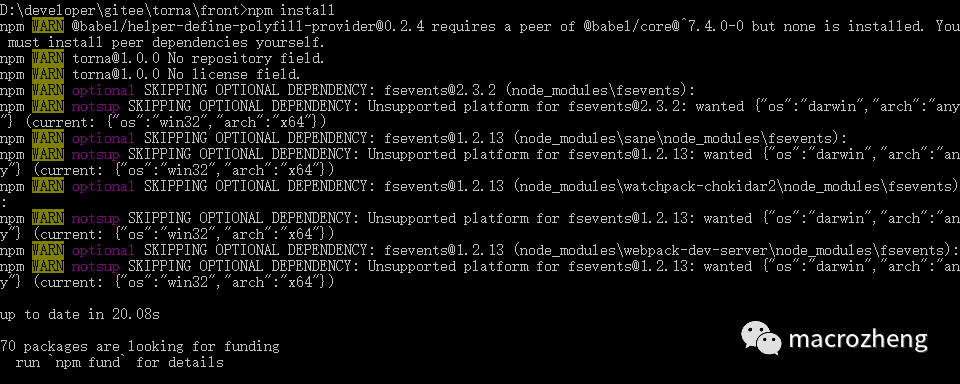 D:\developer\gitee\torna\front>npm install
npm WARN @babel/helper-define-polyfill-provider@0.2.4 requires a peer of @babel/core@^7.4.0-0 but none is installed. You
 must install peer dependencies yourself.
npm WARN torna@1.0.0 No repository field.
npm WARN torna@1.0.0 No license field.
npm WARN optional SKIPPING OPTIONAL DEPENDENCY: fsevents@2.3.2 (node_modules\fsevents):
npm WARN notsup SKIPPING OPTIONAL DEPENDENCY: Unsupported platform for fsevents@2.3.2: wanted {"os":"darwin","arch":"any
"} (current: {"os":"win32","arch":"x64"})
npm WARN optional SKIPPING OPTIONAL DEPENDENCY: fsevents@1.2.13 (node_modules\sane\node_modules\fsevents):
npm WARN notsup SKIPPING OPTIONAL DEPENDENCY: Unsupported platform for fsevents@1.2.13: wanted {"os":"darwin","arch":"an
y"} (current: {"os":"win32","arch":"x64"})
npm WARN optional SKIPPING OPTIONAL DEPENDENCY: fsevents@1.2.13 (node_modules\watchpack-chokidar2\node_modules\fsevents)
:
npm WARN notsup SKIPPING OPTIONAL DEPENDENCY: Unsupported platform for fsevents@1.2.13: wanted {"os":"darwin","arch":"an
y"} (current: {"os":"win32","arch":"x64"})
npm WARN optional SKIPPING OPTIONAL DEPENDENCY: fsevents@1.2.13 (node_modules\webpack-dev-server\node_modules\fsevents):
npm WARN notsup SKIPPING OPTIONAL DEPENDENCY: Unsupported platform for fsevents@1.2.13: wanted {"os":"darwin","arch":"an
y"} (current: {"os":"win32","arch":"x64"})
up to date in 20.08s
70 packages are looking for funding
  run `npm fund` for details
macrozheng